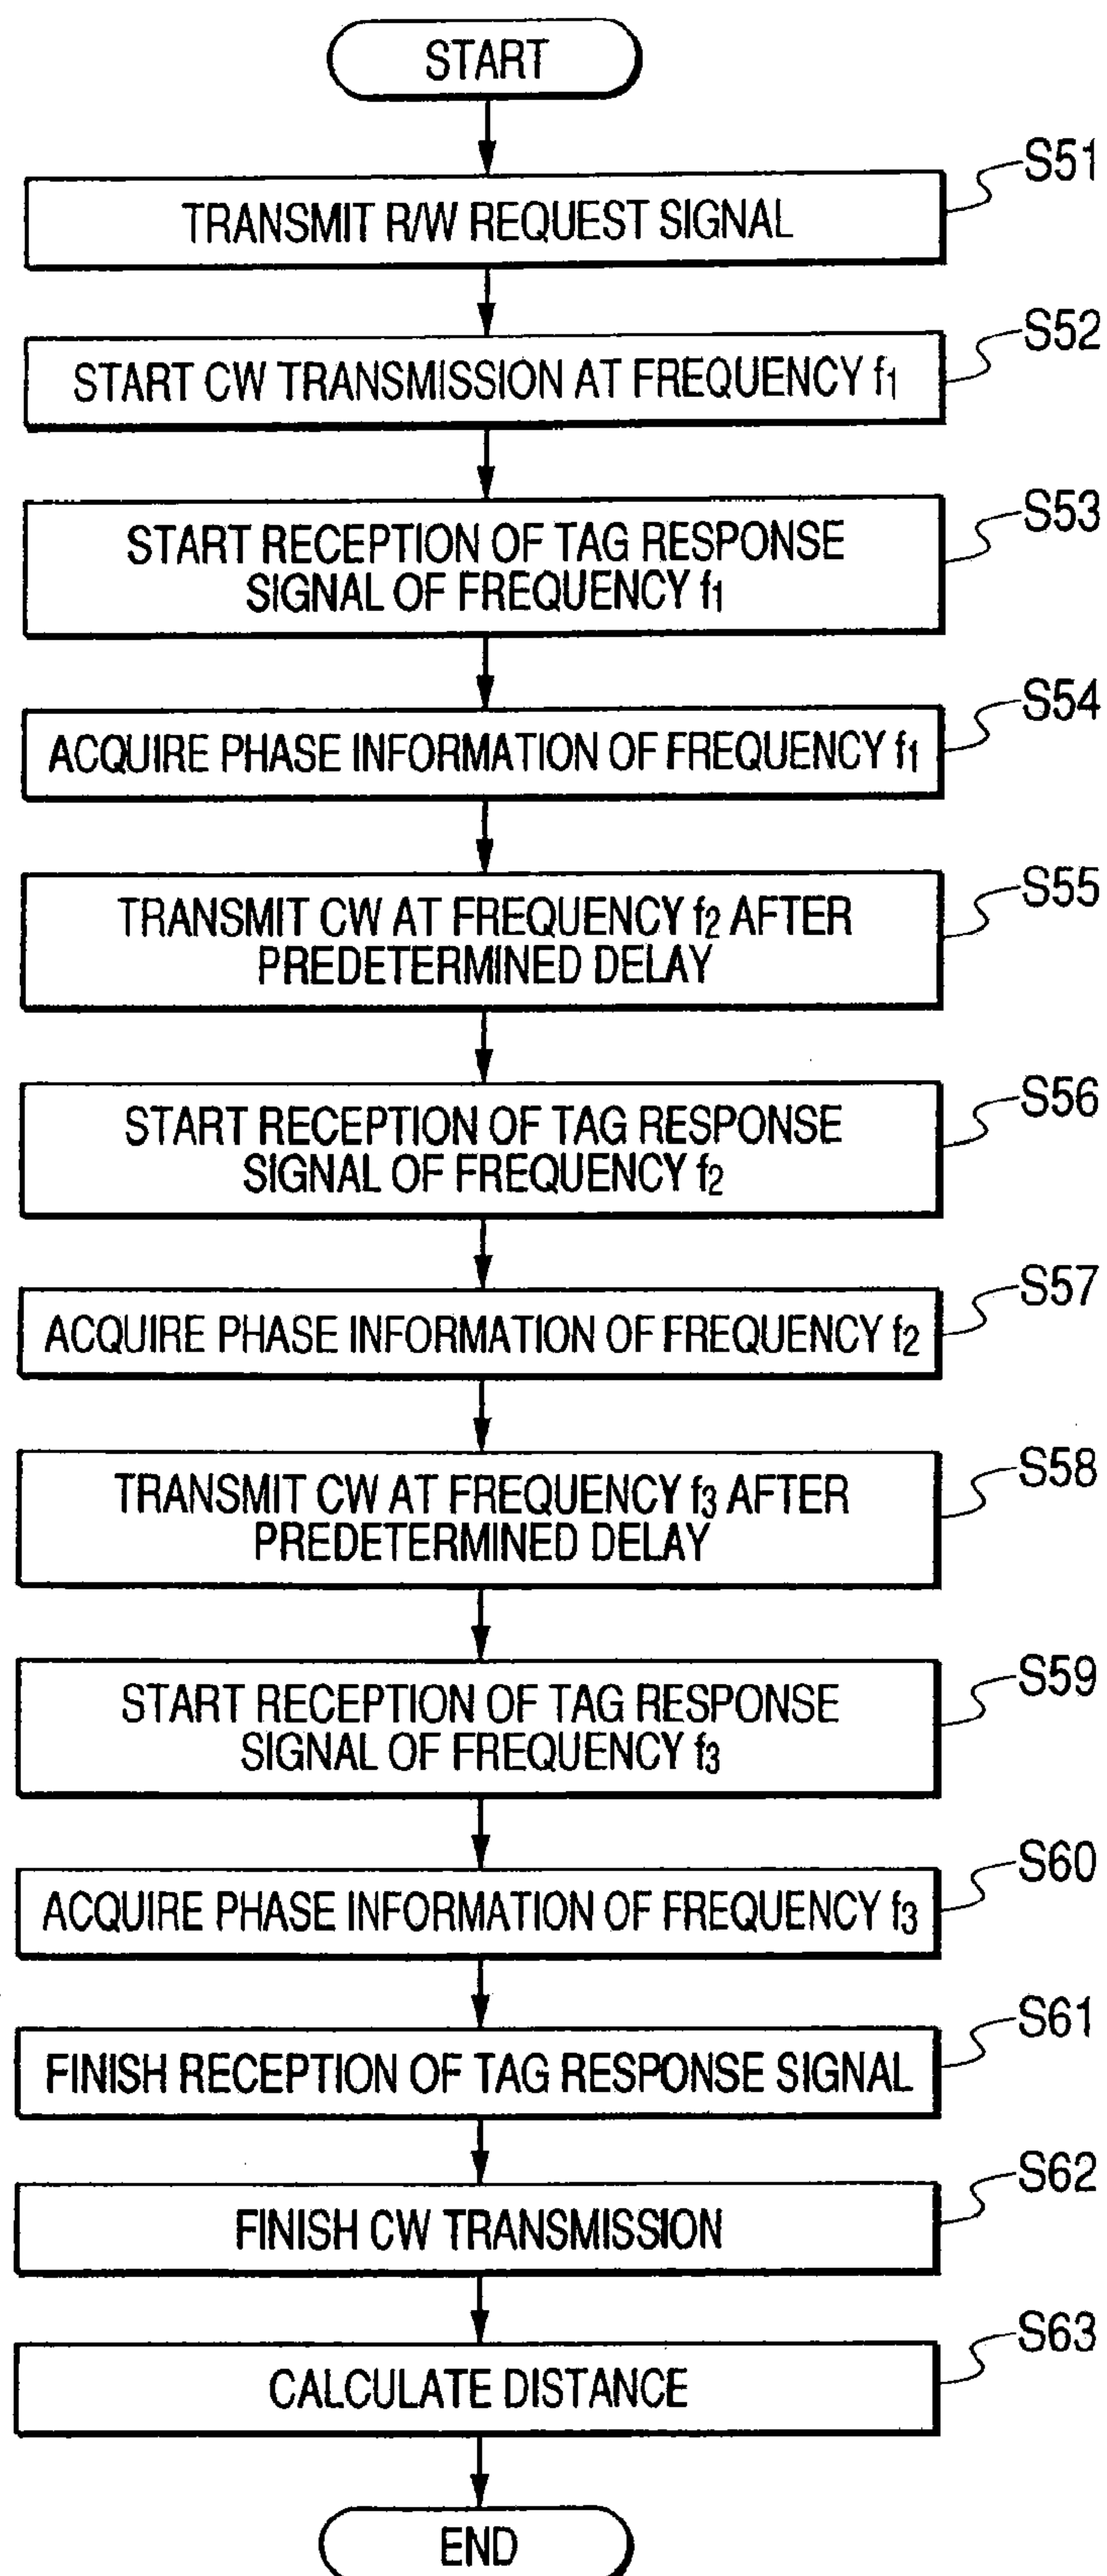 START
S51
TRANSMIT R/W REQUEST SIGNAL
S52
START CW TRANSMISSION AT FREQUENCY f1
S53
START RECEPTION OF TAG RESPONSE
SIGNAL OF FREQUENCY f1
S54
ACQUIRE PHASE INFORMATION OF FREQUENCY f1
S55
TRANSMIT CW AT FREQUENCY f2 AFTER
PREDETERMINED DELAY
S56
START RECEPTION OF TAG RESPONSE
SIGNAL OF FREQUENCY f2
S57
ACQUIRE PHASE INFORMATION OF FREQUENCY f2
S58
TRANSMIT CW AT FREQUENCY f3 AFTER
PREDETERMINED DELAY
S59
START RECEPTION OF TAG RESPONSE
SIGNAL OF FREQUENCY f3
S60
ACQUIRE PHASE INFORMATION OF FREQUENCY f3
S61
FINISH RECEPTION OF TAG RESPONSE SIGNAL
S62
FINISH CW TRANSMISSION
S63
CALCULATE DISTANCE
END